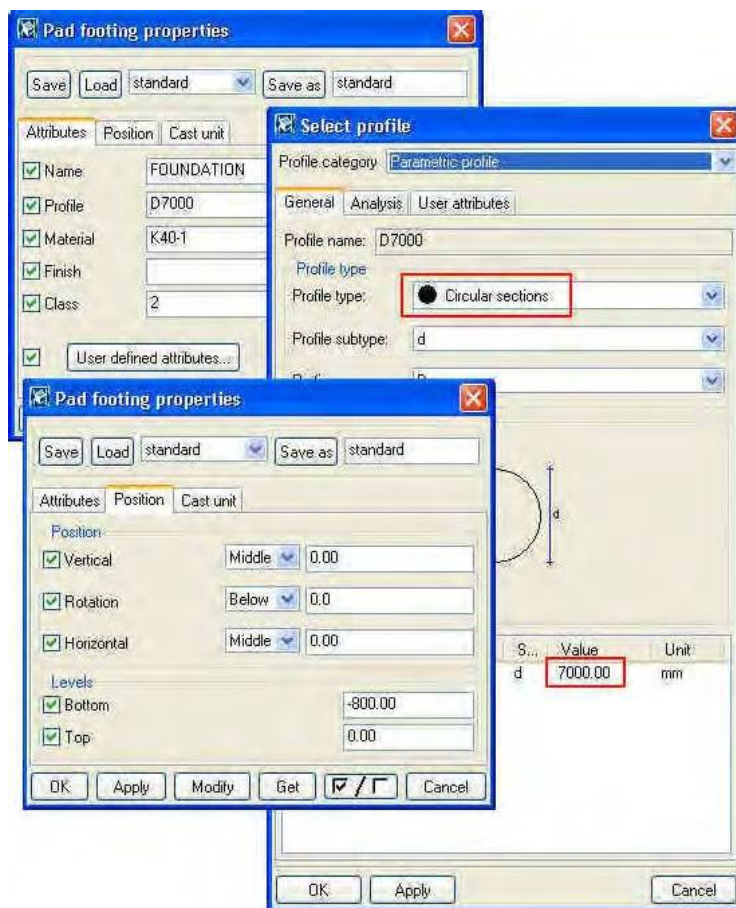 Pad footing properties
Save Load standard Save as standard
Attributes Position Cast unit
Name FOUNDATION
Profile D7000
Material K40-1
Finish
Class 2
User defined attributes...
Select profile
Profile category Parametric profile
General Analysis User attributes
Profile name: D7000
Profile type
Profile type: Circular sections
Profile subtype: d
d
S... Value Unit
d 7000.00 mm
OK Apply Cancel
Pad footing properties
Save Load standard Save as standard
Attributes Position Cast unit
Position
Vertical Middle 0.00
Rotation Below 0.0
Horizontal Middle 0.00
Levels
Bottom -800.00
Top 0.00
OK Apply Modify Get / Cancel